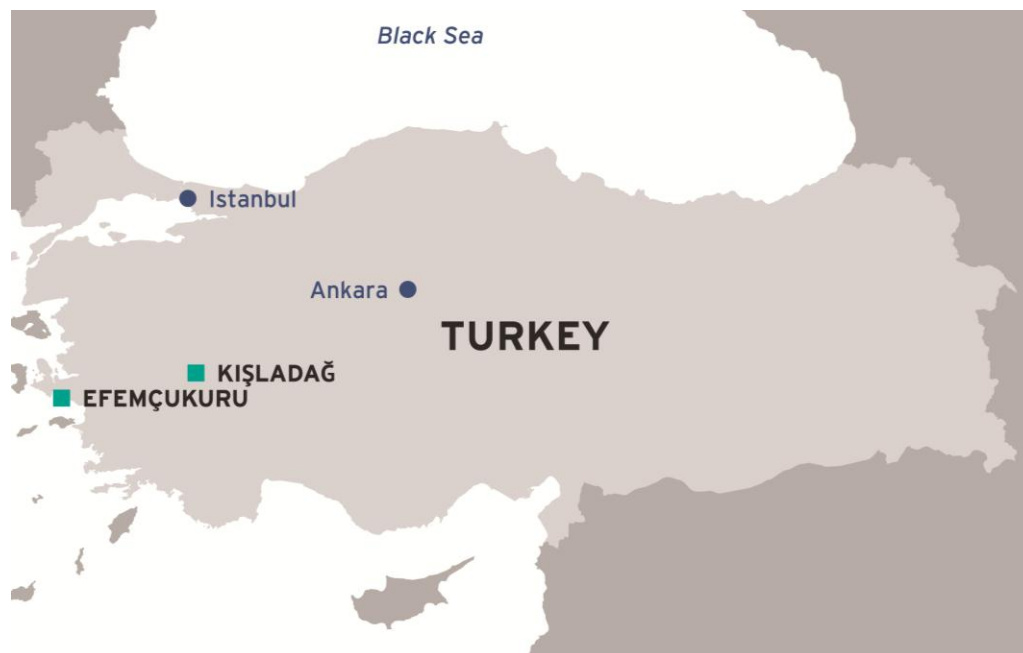 Black Sea
Istanbul
Ankara
TURKEY
KIŞLADAĞ
EFEMÇUKURU